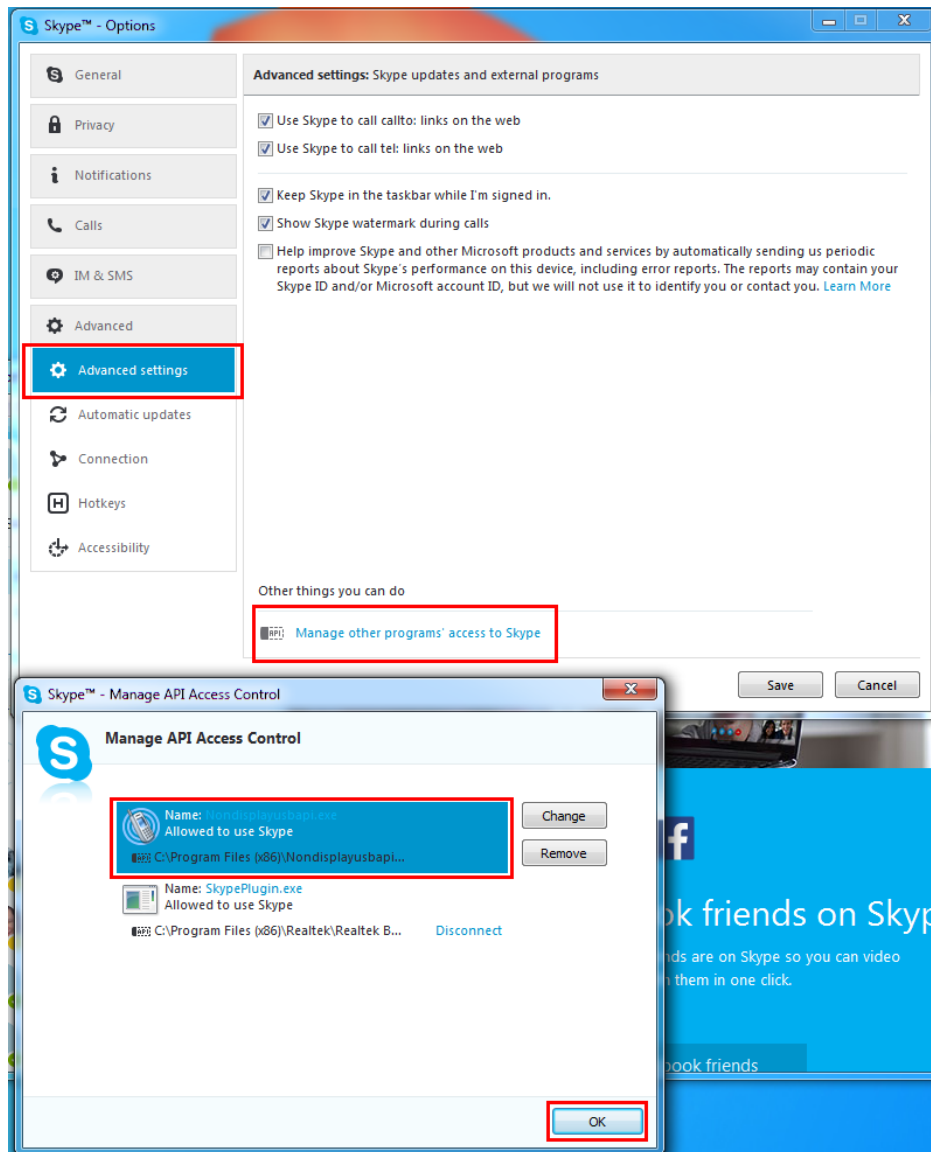 Skype™ - Options
General
Privacy
Notifications
Calls
IM & SMS
Advanced
Advanced settings
Automatic updates
Connection
Hotkeys
Accessibility
Advanced settings: Skype updates and external programs
Use Skype to call callto: links on the web
Use Skype to call tel: links on the web
Keep Skype in the taskbar while I'm signed in.
Show Skype watermark during calls
Help improve Skype and other Microsoft products and services by automatically sending us periodic
reports about Skype's performance on this device, including error reports. The reports may contain your
Skype ID and/or Microsoft account ID, but we will not use it to identify you or contact you. Learn More
Other things you can do
API Manage other programs' access to Skype
Save Cancel
Skype™ - Manage API Access Control
Manage API Access Control
Name: Nondisplayusbapi.exe
Allowed to use Skype
API C:\Program Files (x86)\Nondisplayusbapi...
Change
Remove
Name: SkypePlugin.exe
Allowed to use Skype
API C:\Program Files (x86)\Realtek\Realtek B... Disconnect
OK
ok friends on Skyp
nds are on Skype so you can video
them in one click.
book friends